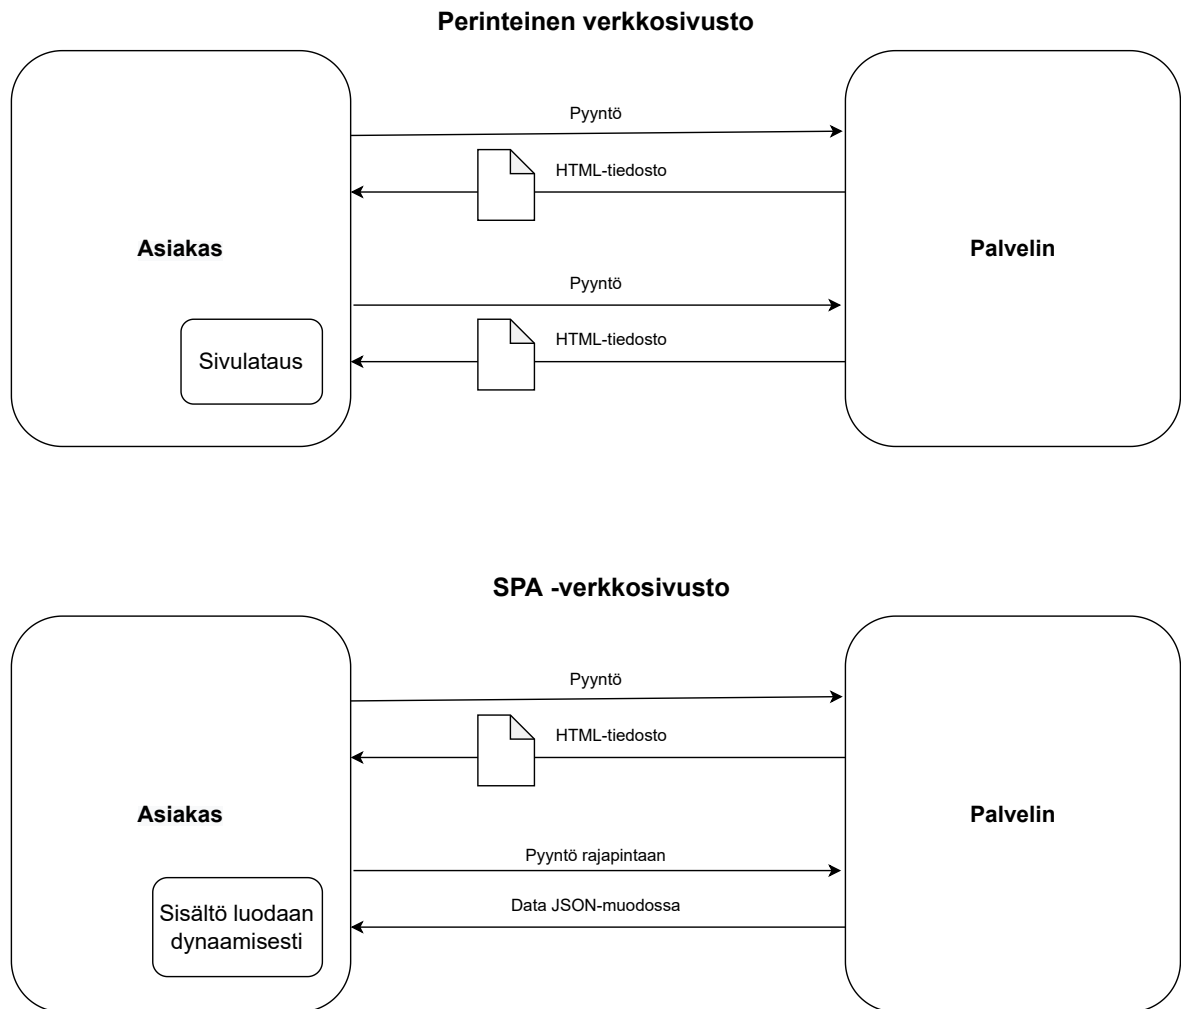 Perinteinen verkkosivusto
Pyyntö
HTML-tiedosto
Asiakas
Palvelin
Pyyntö
HTML-tiedosto
Sivulataus
SPA -verkkosivusto
Pyyntö
HTML-tiedosto
Asiakas
Palvelin
Pyyntö rajapintaan
Data JSON-muodossa
Sisältö luodaan
dynaamisesti